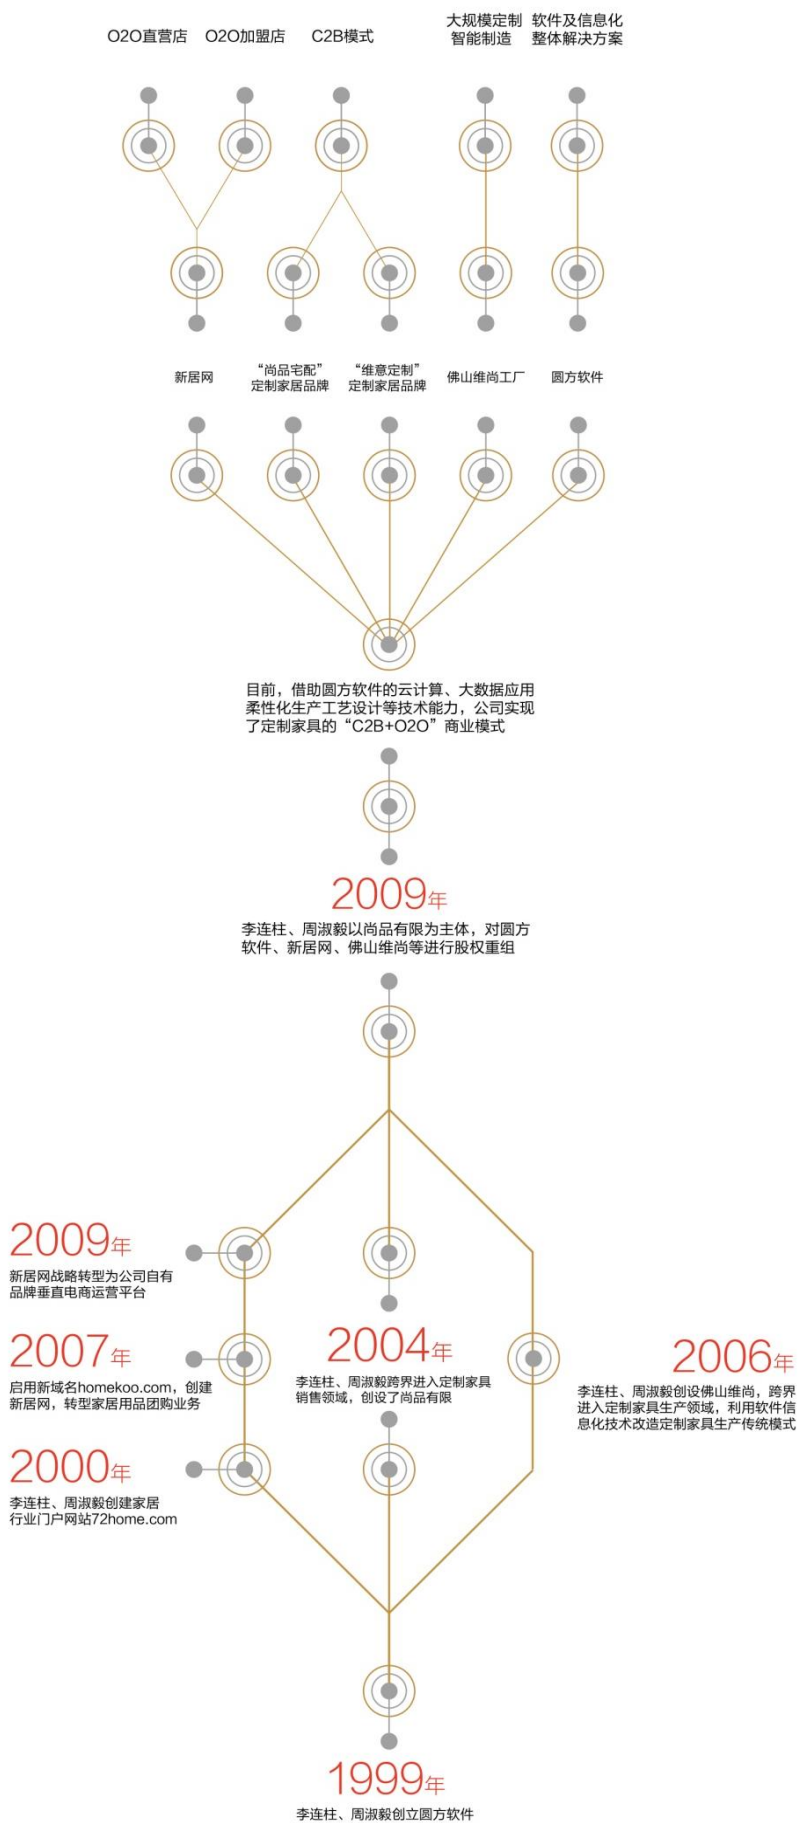 O2O直营店
O2O加盟店
C2B模式
大规模定制
智能制造
软件及信息化
整体解决方案
新居网
“尚品宅配”
定制家居品牌
“维意定制”
定制家居品牌
佛山维尚工厂
圆方软件
目前，借助圆方软件的云计算、大数据应用
柔性化生产工艺设计等技术能力，公司实现
了定制家具的“C2B+O2O”商业模式
2009年
李连柱、周淑毅以尚品有限为主体，对圆方
软件、新居网、佛山维尚等进行股权重组
2009年
新居网战略转型为公司自有
品牌垂直电商运营平台
2007年
启用新域名homekoo.com，创建
新居网，转型家居用品团购业务
2000年
李连柱、周淑毅创建家居
行业门户网站72home.com
2004年
李连柱、周淑毅跨界进入定制家具
销售领域，创设了尚品有限
2006年
李连柱、周淑毅创设佛山维尚，跨界
进入定制家具生产领域，利用软件信
息化技术改造定制家具生产传统模式
1999年
李连柱、周淑毅创立圆方软件